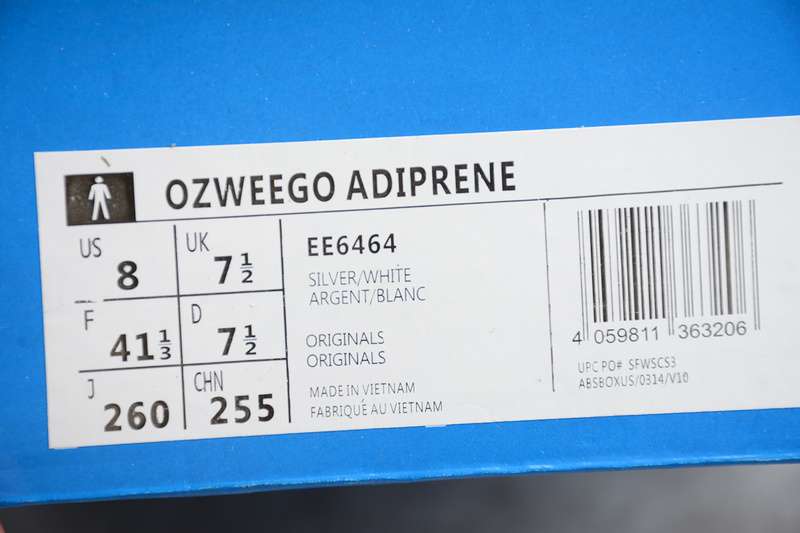 OZWEEGO ADIPRENE
US 8 UK 7 1/2
F 41 1/3 D 7 1/2
J 260 CHN 255
EE6464
SILVER/WHITE
ARGENT/BLANC
ORIGINALS
ORIGINALS
MADE IN VIETNAM
FABRIQUÉ AU VIETNAM
4 059811 363206
UPC PO# SFWSCS3
ABSBOXUS/0314/V10